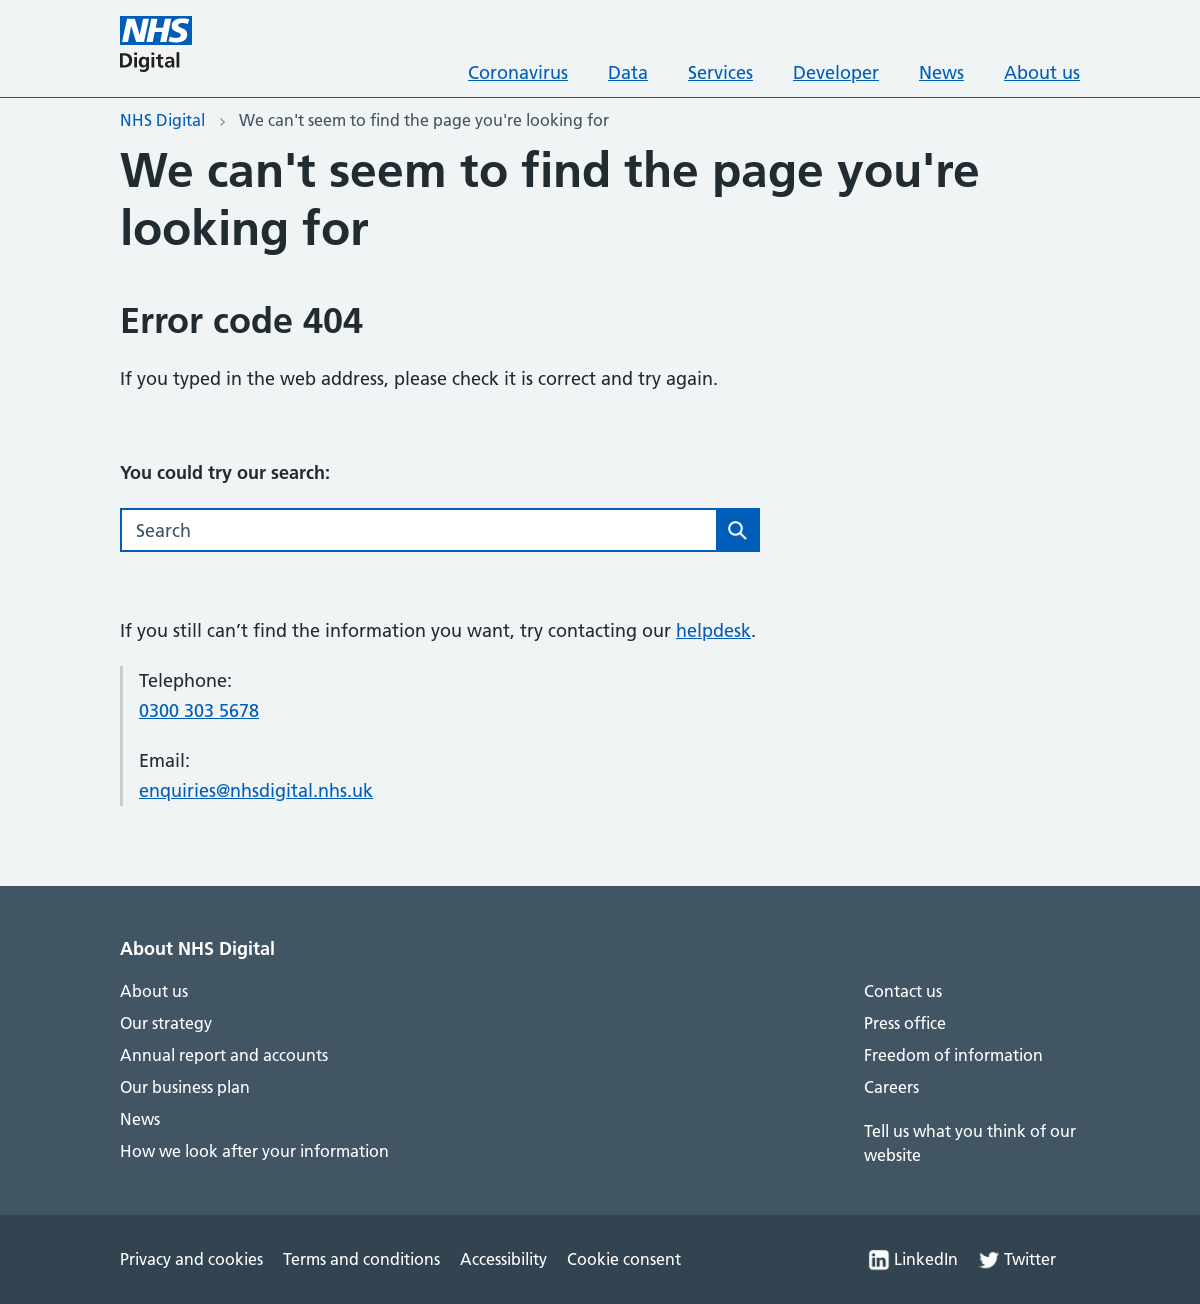 NHS
Digital
Coronavirus
Data
Services
Developer
News
About us
NHS Digital
We can't seem to find the page you're looking for
We can't seem to find the page you're
looking for
Error code 404
If you typed in the web address, please check it is correct and try again.
You could try our search:
Search
If you still can’t find the information you want, try contacting our helpdesk.
Telephone:
0300 303 5678
Email:
enquiries@nhsdigital.nhs.uk
About NHS Digital
About us
Our strategy
Annual report and accounts
Our business plan
News
How we look after your information
Contact us
Press office
Freedom of information
Careers
Tell us what you think of our
website
Privacy and cookies
Terms and conditions
Accessibility
Cookie consent
LinkedIn
Twitter